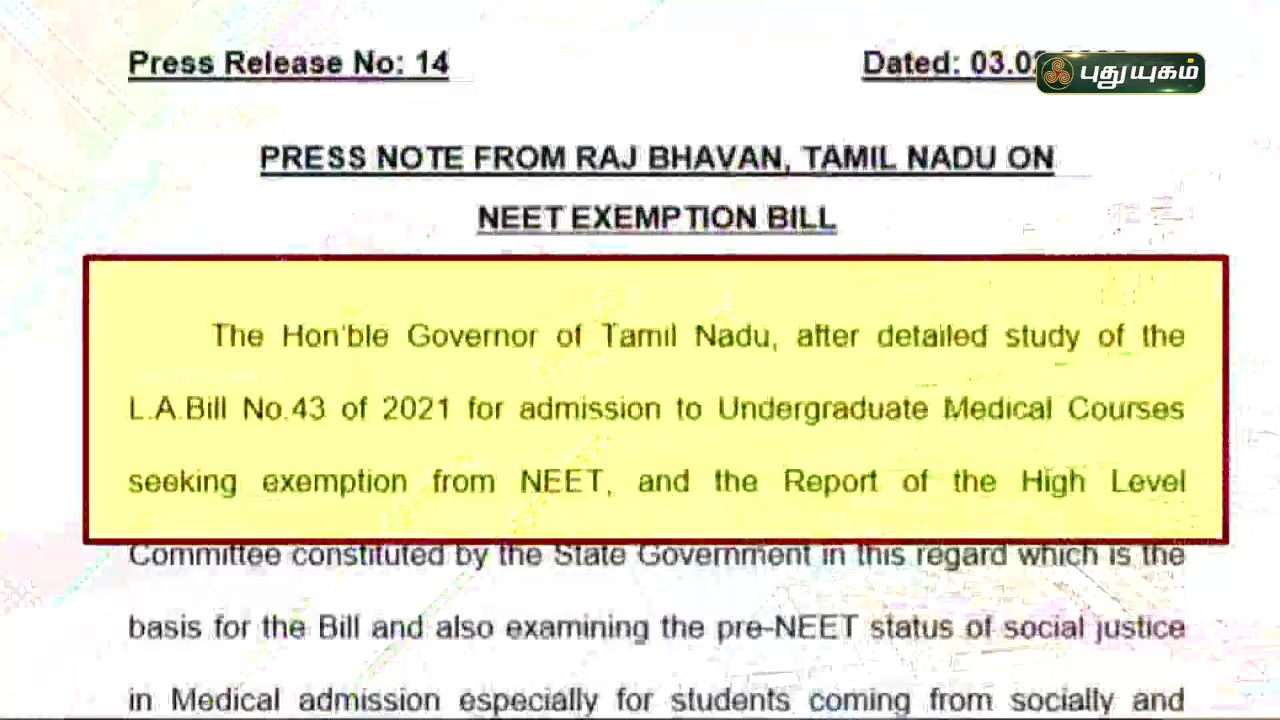 Press Release No: 14
Dated: 03.0
புதுயுகம்
PRESS NOTE FROM RAJ BHAVAN, TAMIL NADU ON
NEET EXEMPTION BILL
The Hon'ble Governor of Tamil Nadu, after detailed study of the
L.A.Bill No.43 of 2021 for admission to Undergraduate Medical Courses
seeking exemption from NEET, and the Report of the High Level
Committee constituted by the State Government in this regard which is the
basis for the Bill and also examining the pre-NEET status of social justice
in Medical admission especially for students coming from socially and